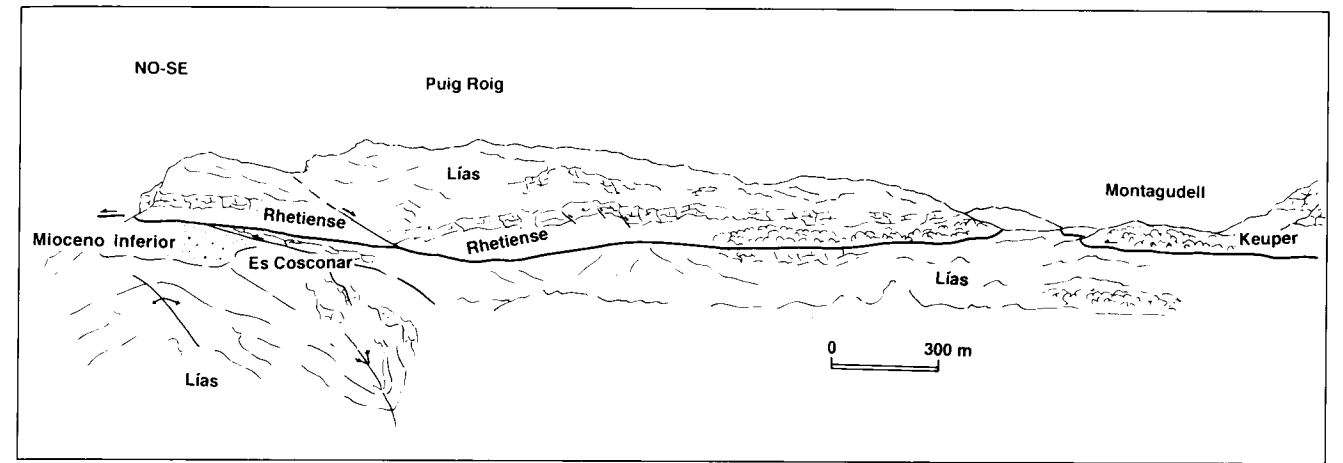 NO-SE
Puig Roig
Lías
Montagudell
Rhetiense
Mioceno inferior
Rhetiense
Keuper
Es Cosconar
Lías
0 300 m
Lías